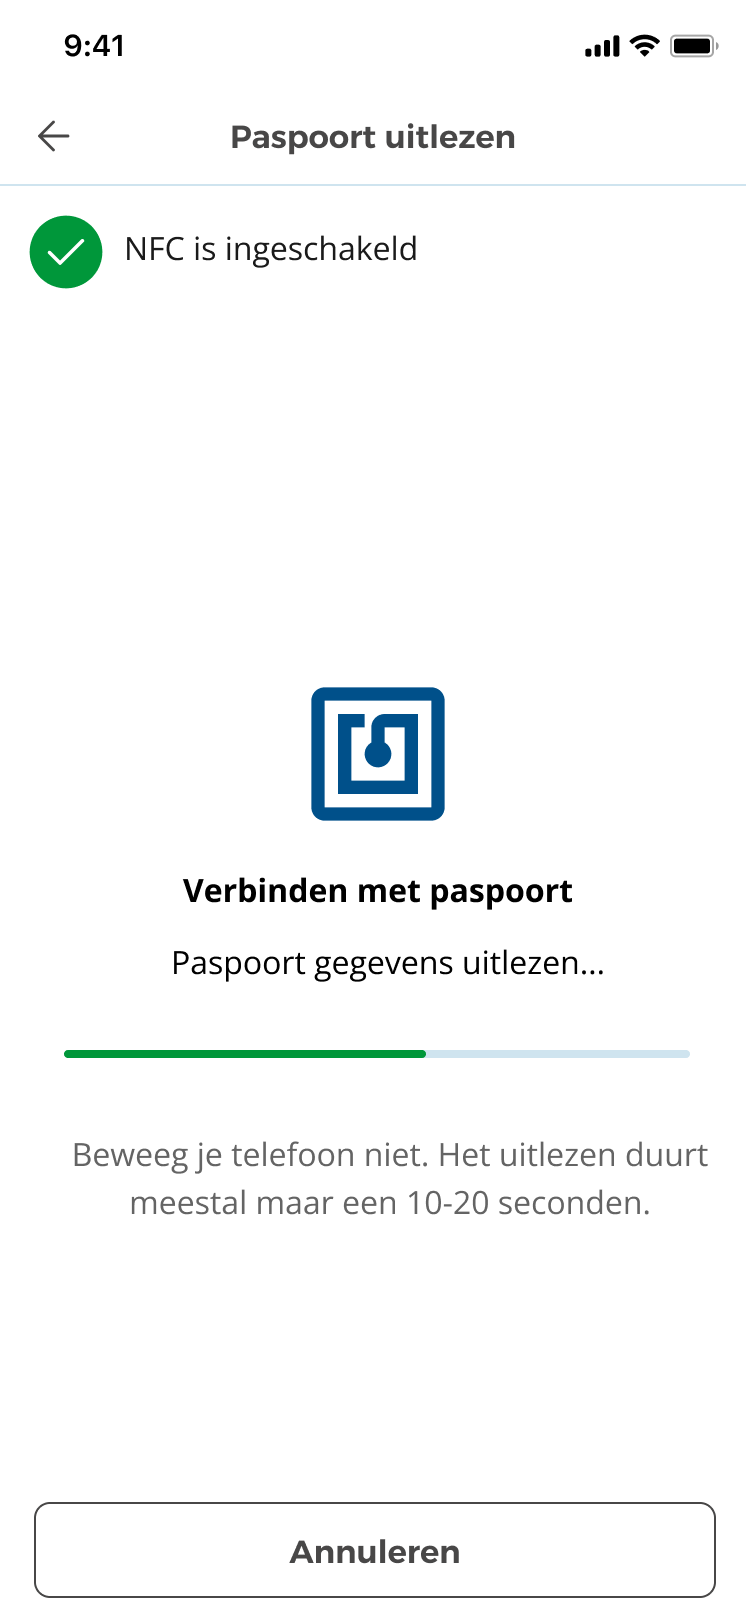 9:41
Paspoort uitlezen
NFC is ingeschakeld
Verbinden met paspoort
Paspoort gegevens uitlezen...
Beweeg je telefoon niet. Het uitlezen duurt
meestal maar een 10-20 seconden.
Annuleren